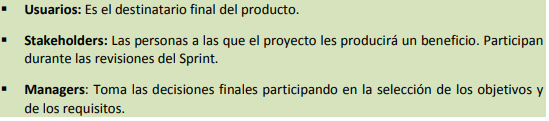 ▪ Usuarios: Es el destinatario final del producto.
▪ Stakeholders: Las personas a las que el proyecto les producirá un beneficio. Participan
durante las revisiones del Sprint.
▪ Managers: Toma las decisiones finales participando en la selección de los objetivos y
de los requisitos.